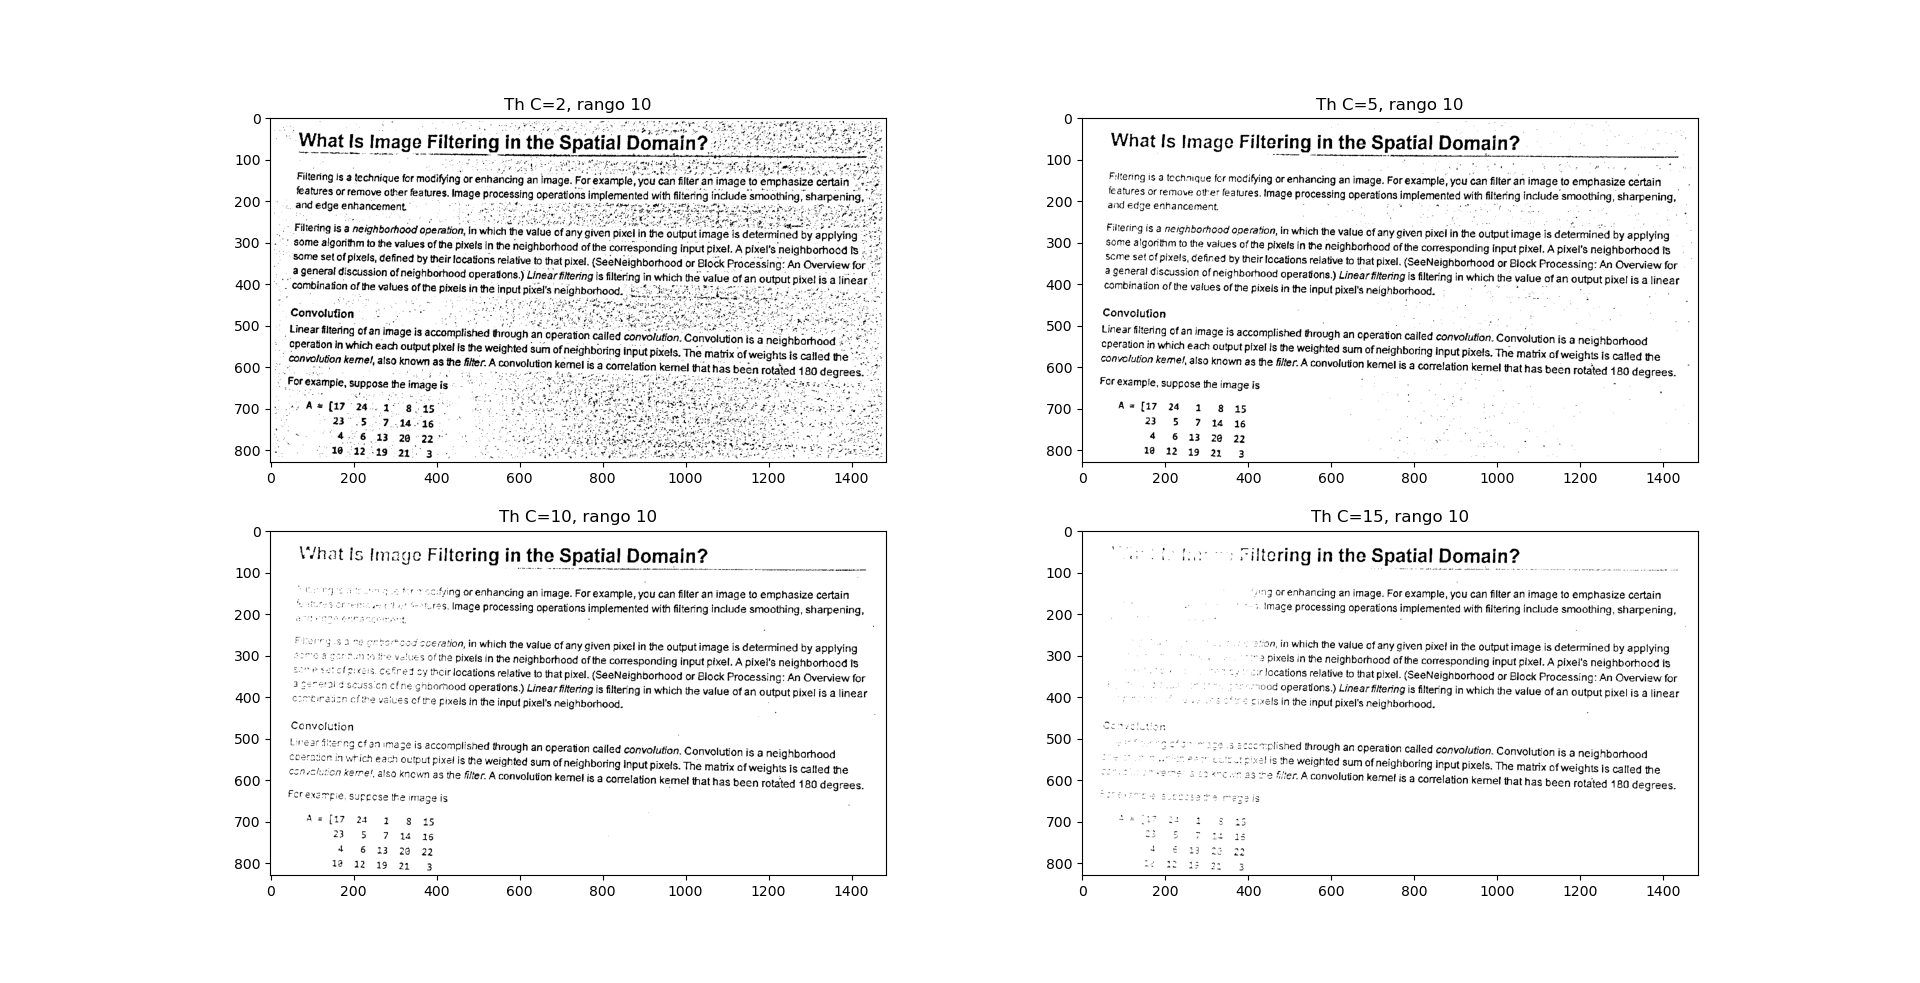 Th C=2, rango 10
What Is Image Filtering in the Spatial Domain?
Filtering is a technique for modifying or enhancing an image. For example, you can filter an image to emphasize certain
features or remove other features. Image processing operations implemented with filtering include smoothing, sharpening,
and edge enhancement.
Filtering is a neighborhood operation, in which the value of any given pixel in the output image is determined by applying
some algorithm to the values of the pixels in the neighborhood of the corresponding input pixel. A pixel's neighborhood is
some set of pixels, defined by their locations relative to that pixel. (SeeNeighborhood or Block Processing: An Overview for
a general discussion of neighborhood operations.) Linear filtering is filtering in which the value of an output pixel is a linear
combination of the values of the pixels in the input pixel's neighborhood.
Convolution
Linear filtering of an image is accomplished through an operation called convolution. Convolution is a neighborhood
operation in which each output pixel is the weighted sum of neighboring input pixels. The matrix of weights is called the
convolution kernel, also known as the filter. A convolution kernel is a correlation kernel that has been rotated 180 degrees.
For example, suppose the image is
A = [17 24 1 8 15
23 5 7 14 16
4 6 13 20 22
10 12 19 21 3
0
100
200
300
400
500
600
700
800
0 200 400 600 800 1000 1200 1400
Th C=5, rango 10
What Is Image Filtering in the Spatial Domain?
Filtering is a technique for modifying or enhancing an image. For example, you can filter an image to emphasize certain
features or remove other features. Image processing operations implemented with filtering include smoothing, sharpening,
and edge enhancement.
Filtering is a neighborhood operation, in which the value of any given pixel in the output image is determined by applying
some algorithm to the values of the pixels in the neighborhood of the corresponding input pixel. A pixel's neighborhood is
some set of pixels, defined by their locations relative to that pixel. (SeeNeighborhood or Block Processing: An Overview for
a general discussion of neighborhood operations.) Linear filtering is filtering in which the value of an output pixel is a linear
combination of the values of the pixels in the input pixel's neighborhood.
Convolution
Linear filtering of an image is accomplished through an operation called convolution. Convolution is a neighborhood
operation in which each output pixel is the weighted sum of neighboring input pixels. The matrix of weights is called the
convolution kernel, also known as the filter. A convolution kernel is a correlation kernel that has been rotated 180 degrees.
For example, suppose the image is
A = [17 24 1 8 15
23 5 7 14 16
4 6 13 20 22
10 12 19 21 3
0
100
200
300
400
500
600
700
800
0 200 400 600 800 1000 1200 1400
Th C=10, rango 10
What Is Image Filtering in the Spatial Domain?
Filtering is a technique for modifying or enhancing an image. For example, you can filter an image to emphasize certain
features or remove other features. Image processing operations implemented with filtering include smoothing, sharpening,
and edge enhancement.
Filtering is a neighborhood operation, in which the value of any given pixel in the output image is determined by applying
some algorithm to the values of the pixels in the neighborhood of the corresponding input pixel. A pixel's neighborhood is
some set of pixels, defined by their locations relative to that pixel. (SeeNeighborhood or Block Processing: An Overview for
a general discussion of neighborhood operations.) Linear filtering is filtering in which the value of an output pixel is a linear
combination of the values of the pixels in the input pixel's neighborhood.
Convolution
Linear filtering of an image is accomplished through an operation called convolution. Convolution is a neighborhood
operation in which each output pixel is the weighted sum of neighboring input pixels. The matrix of weights is called the
convolution kernel, also known as the filter. A convolution kernel is a correlation kernel that has been rotated 180 degrees.
For example, suppose the image is
A = [17 24 1 8 15
23 5 7 14 16
4 6 13 20 22
10 12 19 21 3
0
100
200
300
400
500
600
700
800
0 200 400 600 800 1000 1200 1400
Th C=15, rango 10
Filtering in the Spatial Domain?
or enhancing an image. For example, you can filter an image to emphasize certain
Image processing operations implemented with filtering include smoothing, sharpening,
in which the value of any given pixel in the output image is determined by applying
pixels in the neighborhood of the corresponding input pixel. A pixel's neighborhood is
locations relative to that pixel. (SeeNeighborhood or Block Processing: An Overview for
operations.) Linear filtering is filtering in which the value of an output pixel is a linear
pixels in the input pixel's neighborhood.
Convolution
image is accomplished through an operation called convolution. Convolution is a neighborhood
output pixel is the weighted sum of neighboring input pixels. The matrix of weights is called the
known as the filter. A convolution kernel is a correlation kernel that has been rotated 180 degrees.
For example, suppose the image is
A = [17 24 1 8 15
23 5 7 14 16
4 6 13 22
12 19 21 3
0
100
200
300
400
500
600
700
800
0 200 400 600 800 1000 1200 1400